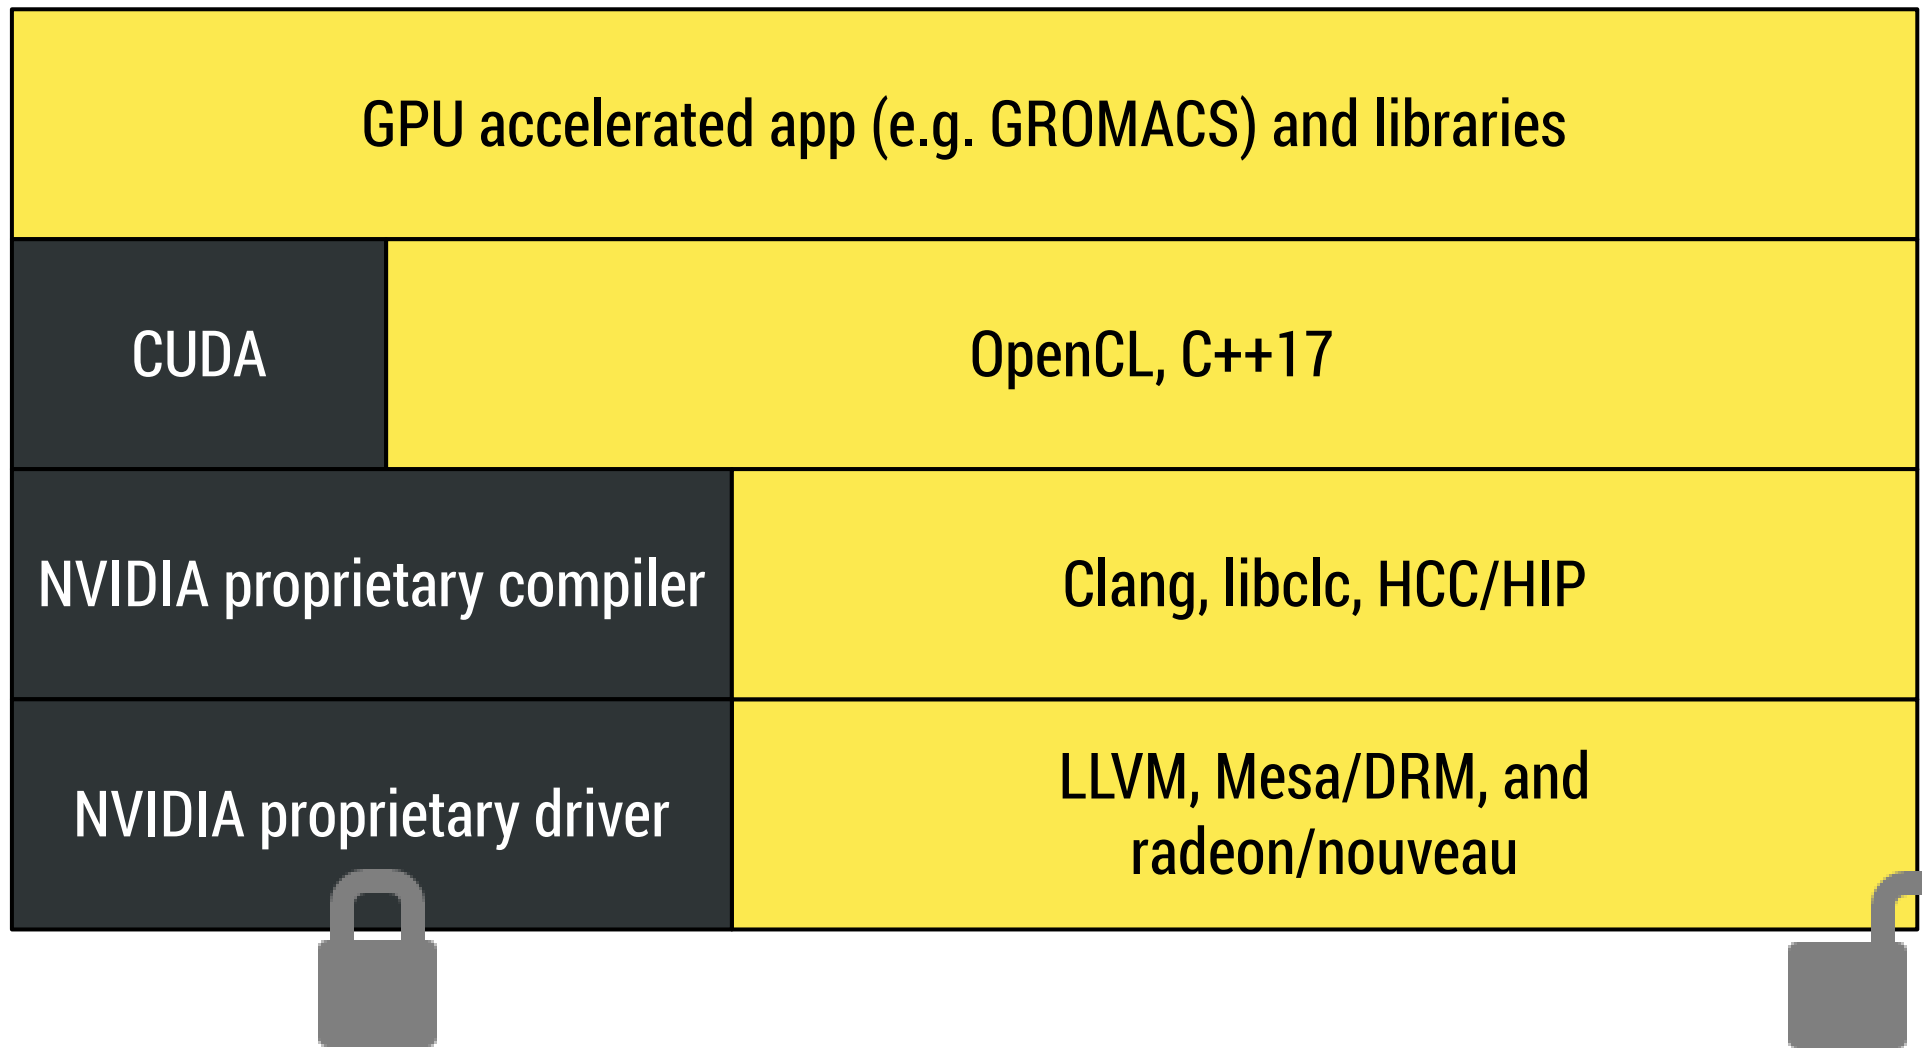 GPU accelerated app (e.g. GROMACS) and libraries
CUDA
OpenCL, C++17
NVIDIA proprietary compiler
Clang, libclc, HCC/HIP
NVIDIA proprietary driver
LLVM, Mesa/DRM, and
radeon/nouveau